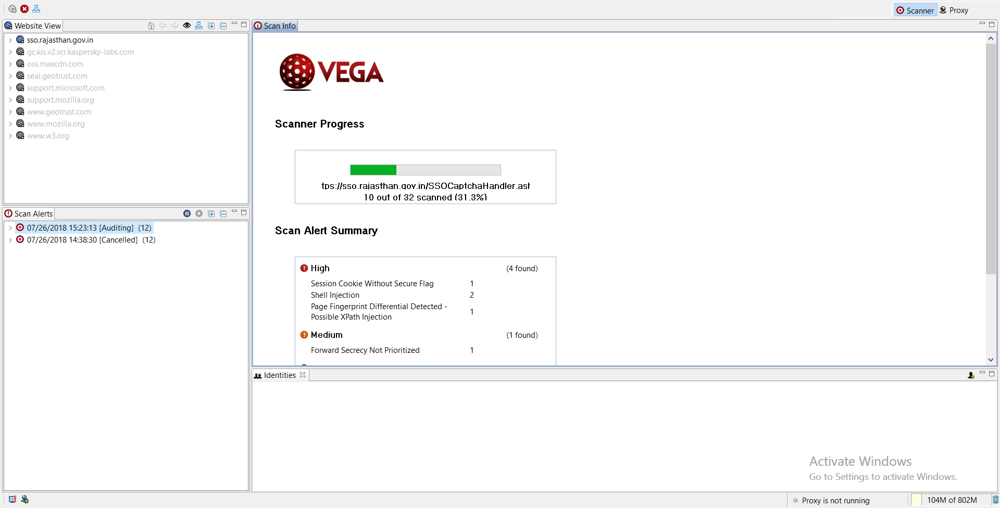 Scanner
Proxy
Website View
sso.rajasthan.gov.in
gc.kis.v2.scr.kaspersky-labs.com
oss.maxcdn.com
seal.geotrust.com
support.microsoft.com
support.mozilla.org
www.geotrust.com
www.mozilla.org
www.w3.org
Scan Alerts
07/26/2018 15:23:13 [Auditing] (12)
07/26/2018 14:38:30 [Cancelled] (12)
Scan Info
VEGA
Scanner Progress
tps://sso.rajasthan.gov.in/SSOCaptchaHandler.ash
10 out of 32 scanned (31.3%)
Scan Alert Summary
High (4 found)
Session Cookie Without Secure Flag 1
Shell Injection 2
Page Fingerprint Differential Detected -
Possible XPath Injection 1
Medium (1 found)
Forward Secrecy Not Prioritized 1
Identities
Activate Windows
Go to Settings to activate Windows.
Proxy is not running
104M of 802M